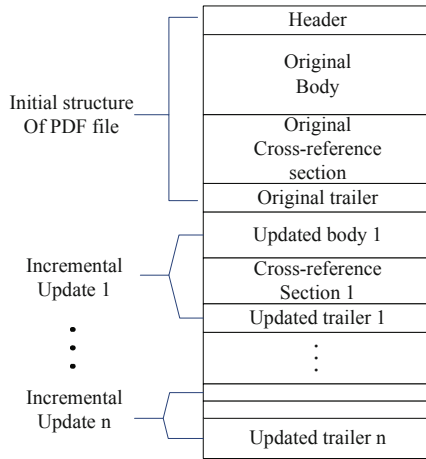 Header
Original
Body
Initial structure
Of PDF file
Original
Cross-reference
section
Original trailer
Updated body 1
Incremental
Update 1
Cross-reference
Section 1
Updated trailer 1
Incremental
Update n
Updated trailer n